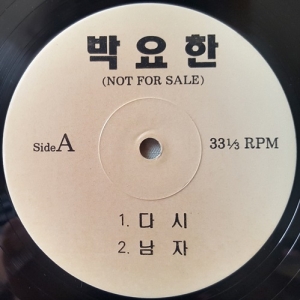 박요한
(NOT FOR SALE)
Side A
33⅓ RPM
1. 다시
2. 남자